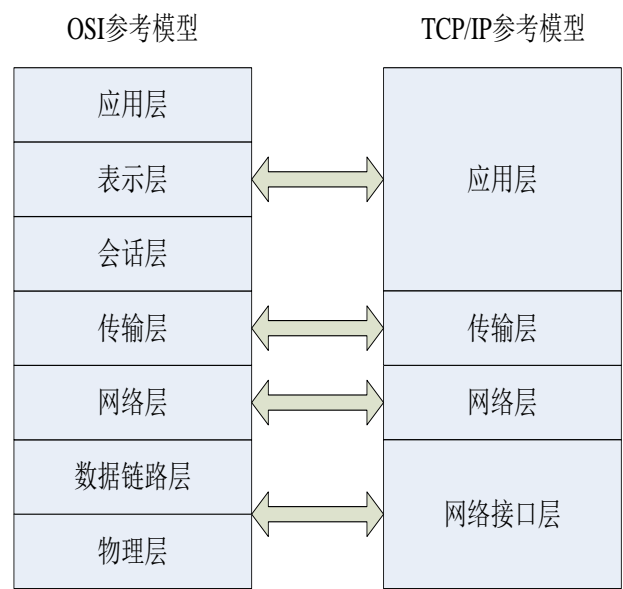 OSI参考模型
TCP/IP参考模型
应用层
表示层
会话层
传输层
网络层
数据链路层
物理层
应用层
传输层
网络层
网络接口层